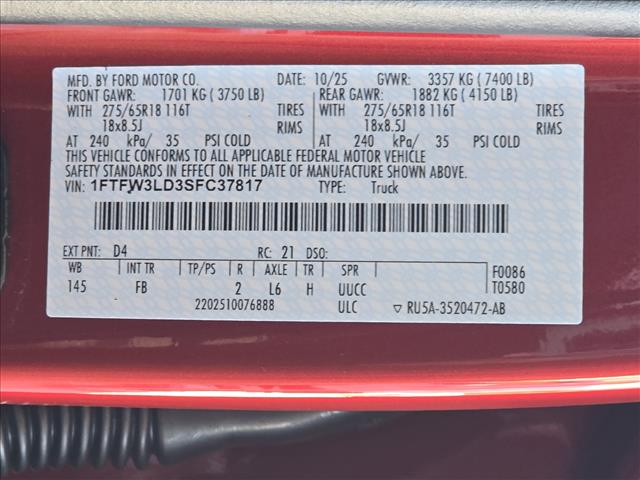 MFD. BY FORD MOTOR CO. DATE: 10/25 GVWR: 3357 KG ( 7400 LB)
FRONT GAWR: 1701 KG ( 3750 LB) REAR GAWR: 1882 KG ( 4150 LB)
WITH 275/65R18 116T TIRES WITH 275/65R18 116T TIRES
18x8.5J RIMS 18x8.5J RIMS
AT 240 kPa/ 35 PSI COLD AT 240 kPa/ 35 PSI COLD
THIS VEHICLE CONFORMS TO ALL APPLICABLE FEDERAL MOTOR VEHICLE
SAFETY STANDARDS IN EFFECT ON THE DATE OF MANUFACTURE SHOWN ABOVE.
VIN: 1FTFW3LD3SFC37817 TYPE: Truck
EXT PNT: D4 RC: 21 DSO:
WB INT TR TP/PS R AXLE TR SPR F0086
145 FB 2 L6 H UUCC T0580
2202510076888 ULC ▽ RU5A-3520472-AB